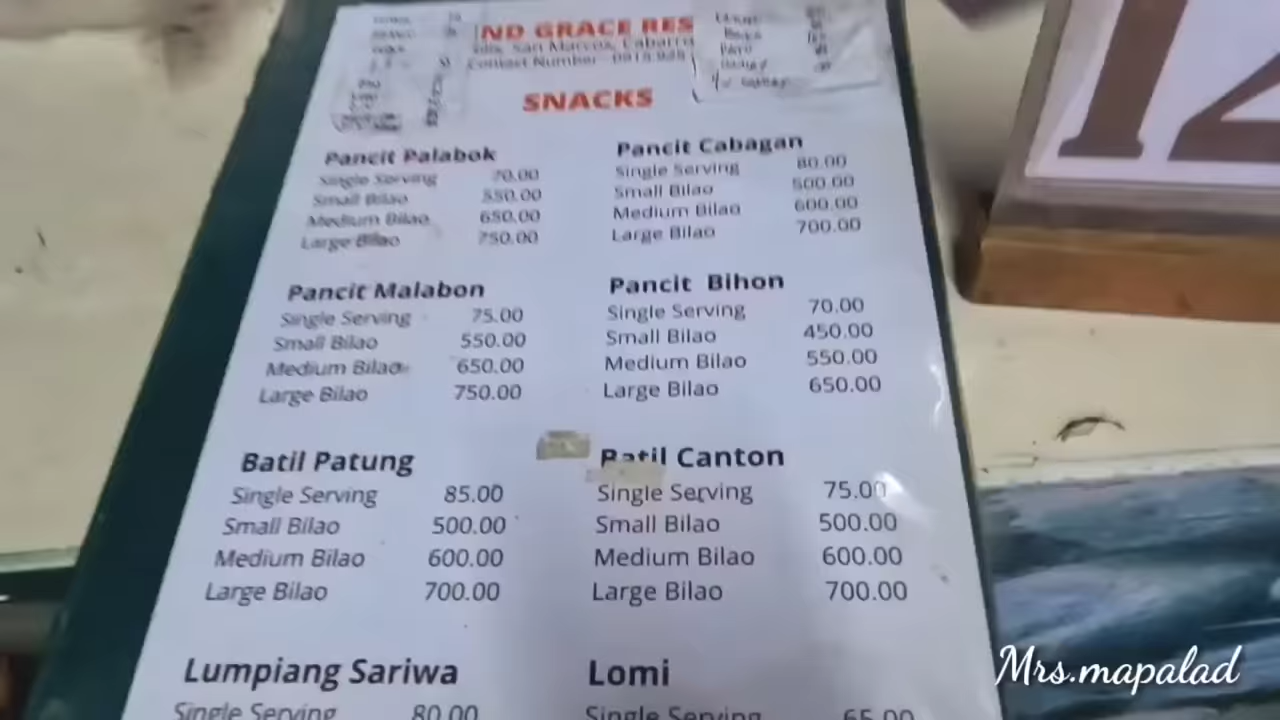 ND GRACE RES
San Marcos, Cabarr
Contact Number
SNACKS
Pancit Palabok
Single Serving 70.00
Small Bilao 550.00
Medium Bilao 650.00
Large Bilao 750.00
Pancit Cabagan
Single Serving 80.00
Small Bilao 500.00
Medium Bilao 600.00
Large Bilao 700.00
Pancit Malabon
Single Serving 75.00
Small Bilao 550.00
Medium Bilao 650.00
Large Bilao 750.00
Pancit Bihon
Single Serving 70.00
Small Bilao 450.00
Medium Bilao 550.00
Large Bilao 650.00
Batil Patung
Single Serving 85.00
Small Bilao 500.00
Medium Bilao 600.00
Large Bilao 700.00
Batil Canton
Single Serving 75.00
Small Bilao 500.00
Medium Bilao 600.00
Large Bilao 700.00
Lumpiang Sariwa
Single Serving 80.00
Lomi
Single Serving 65.00
12
Mrs.mapalad